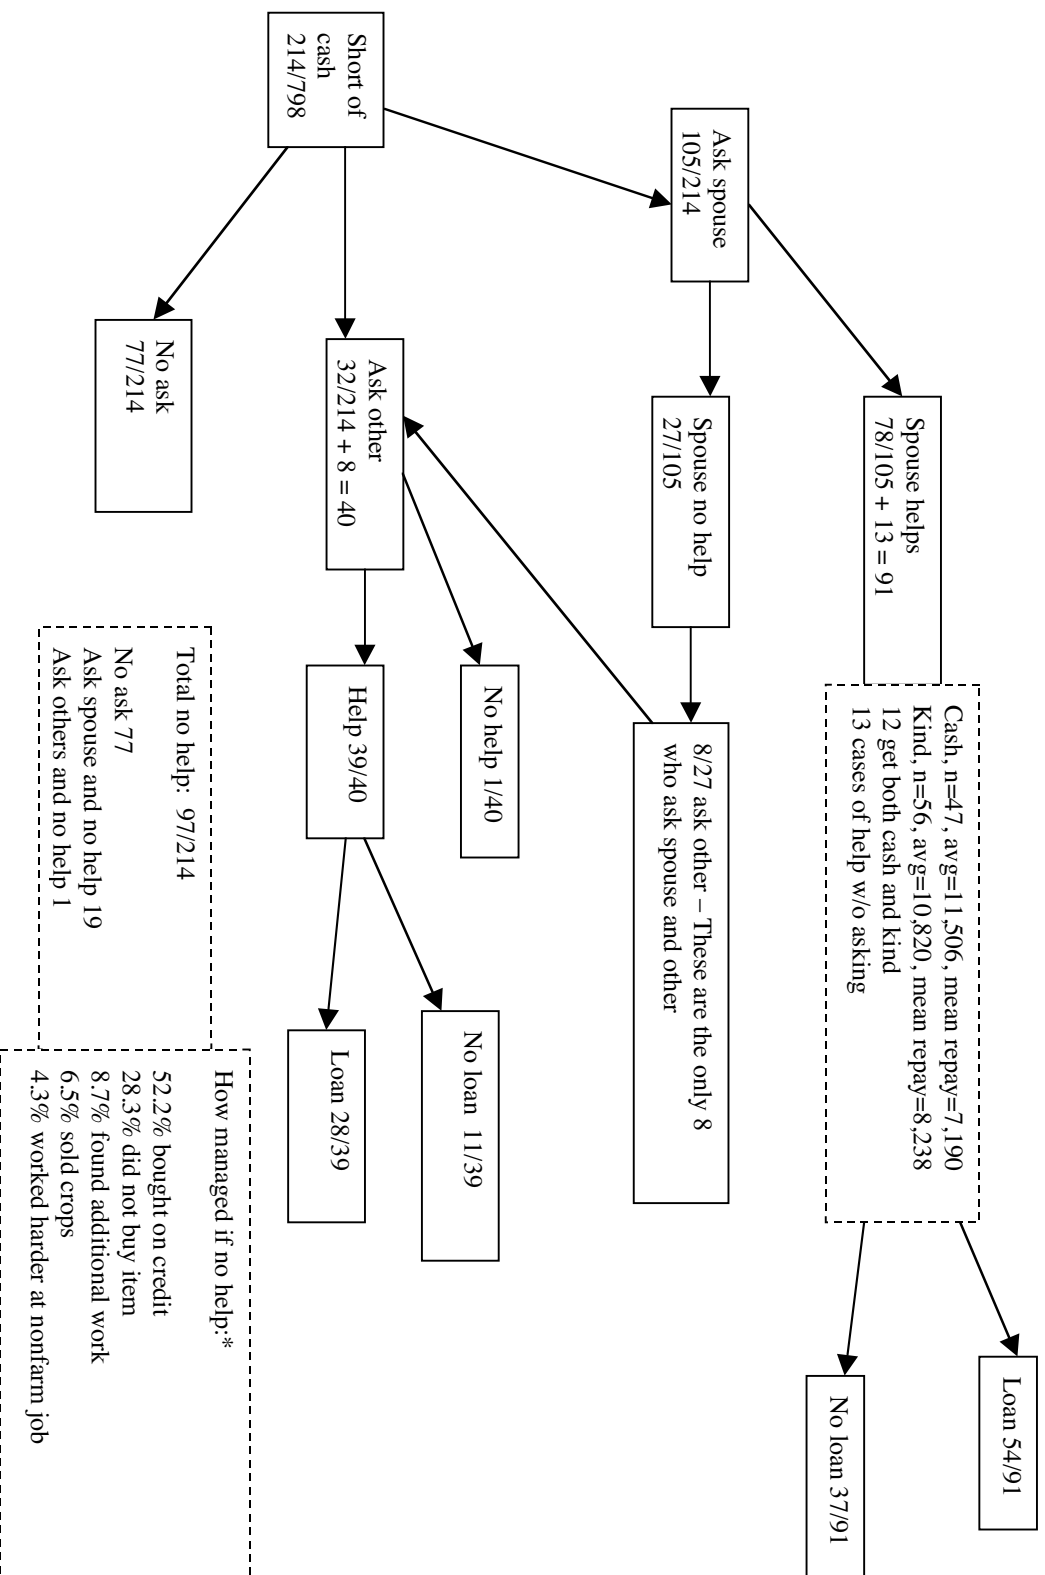 Short of
cash
214/798
Ask spouse
105/214
Spouse helps
78/105 + 13 = 91
Cash, n=47, avg=11,506, mean repay=7,190
Kind, n=56, avg=10,820, mean repay=8,238
12 get both cash and kind
13 cases of help w/o asking
Loan 54/91
No loan 37/91
Spouse no help
27/105
8/27 ask other – These are the only 8
who ask spouse and other
Ask other
32/214 + 8 = 40
No help 1/40
Help 39/40
No loan 11/39
Loan 28/39
No ask
77/214
Total no help: 97/214
No ask 77
Ask spouse and no help 19
Ask others and no help 1
How managed if no help:*
52.2% bought on credit
28.3% did not buy item
8.7% found additional work
6.5% sold crops
4.3% worked harder at nonfarm job